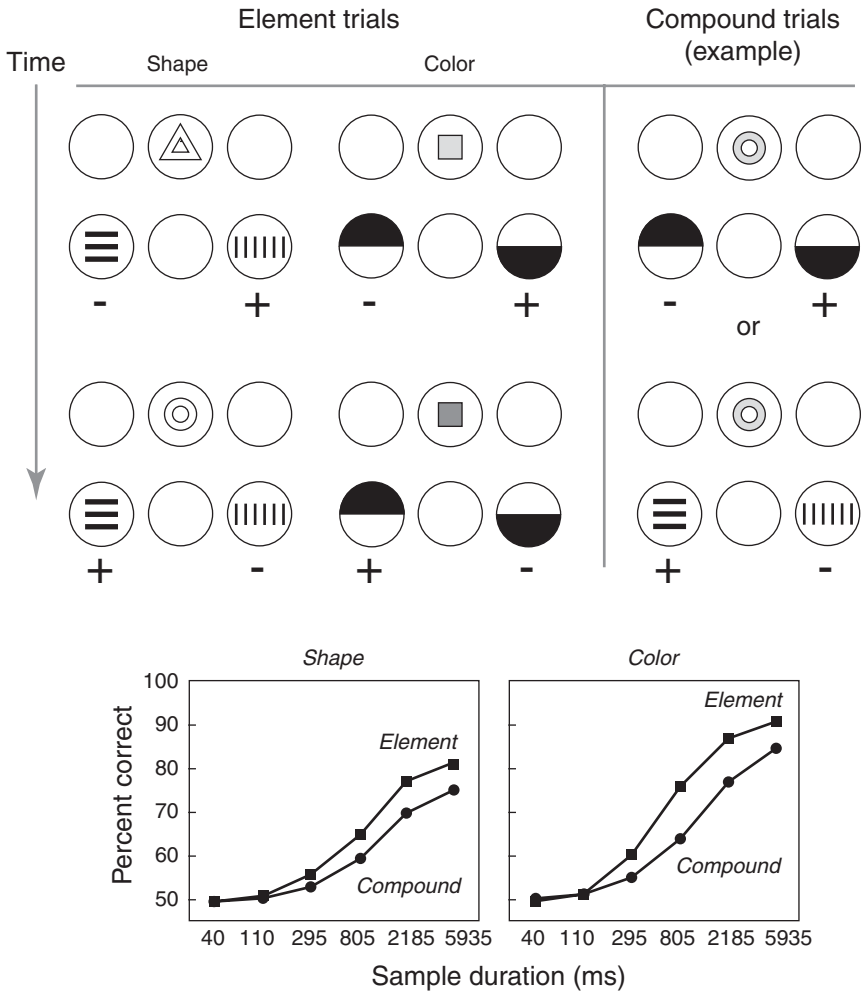 Element trials
Compound trials
(example)
Time
Shape
Color
- + - + - +
or
+ - + - + -
Shape
Color
Percent correct
100
90
80
70
60
50
Element
Compound
Element
Compound
40 110 295 805 2185 5935
40 110 295 805 2185 5935
Sample duration (ms)